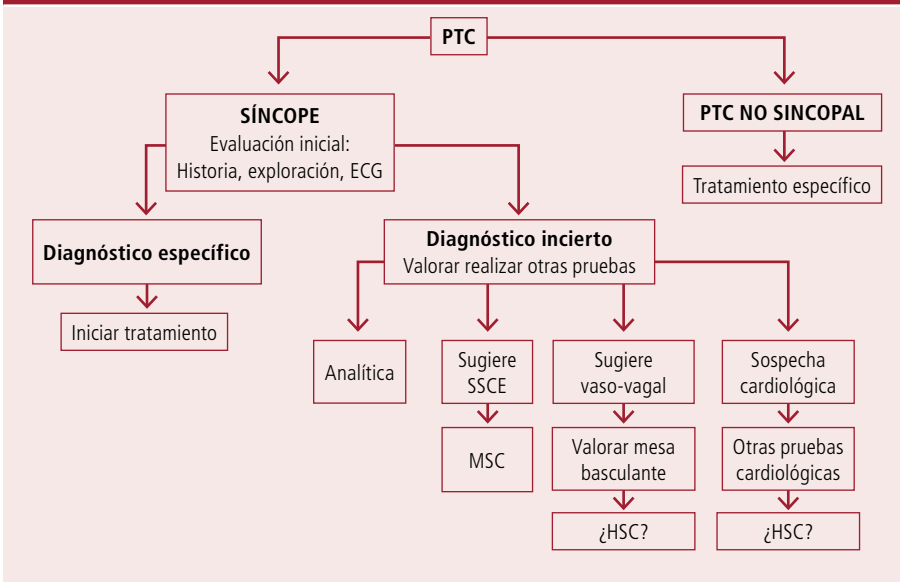 PTC
SÍNCOPE
Evaluación inicial:
Historia, exploración, ECG
PTC NO SINCOPAL
Tratamiento específico
Diagnóstico específico
Iniciar tratamiento
Diagnóstico incierto
Valorar realizar otras pruebas
Analítica
Sugiere
SSCE
MSC
Sugiere
vaso-vagal
Valorar mesa
basculante
¿HSC?
Sospecha
cardiológica
Otras pruebas
cardiológicas
¿HSC?